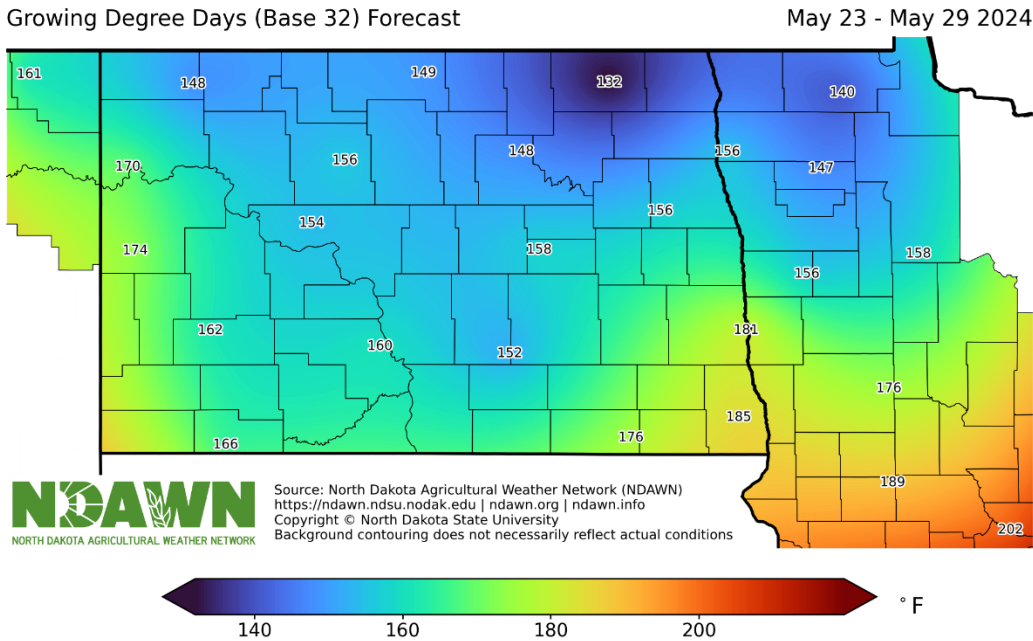 Growing Degree Days (Base 32) Forecast
May 23 - May 29 2024
161
148
149
132
140
148
156
156
147
170
156
154
174
158
158
156
162
160
152
181
176
185
166
176
189
202
NDAWN
NORTH DAKOTA AGRICULTURAL WEATHER NETWORK
Source: North Dakota Agricultural Weather Network (NDAWN)
https://ndawn.ndsu.nodak.edu | ndawn.org | ndawn.info
Copyright © North Dakota State University
Background contouring does not necessarily reflect actual conditions
140 160 180 200
° F